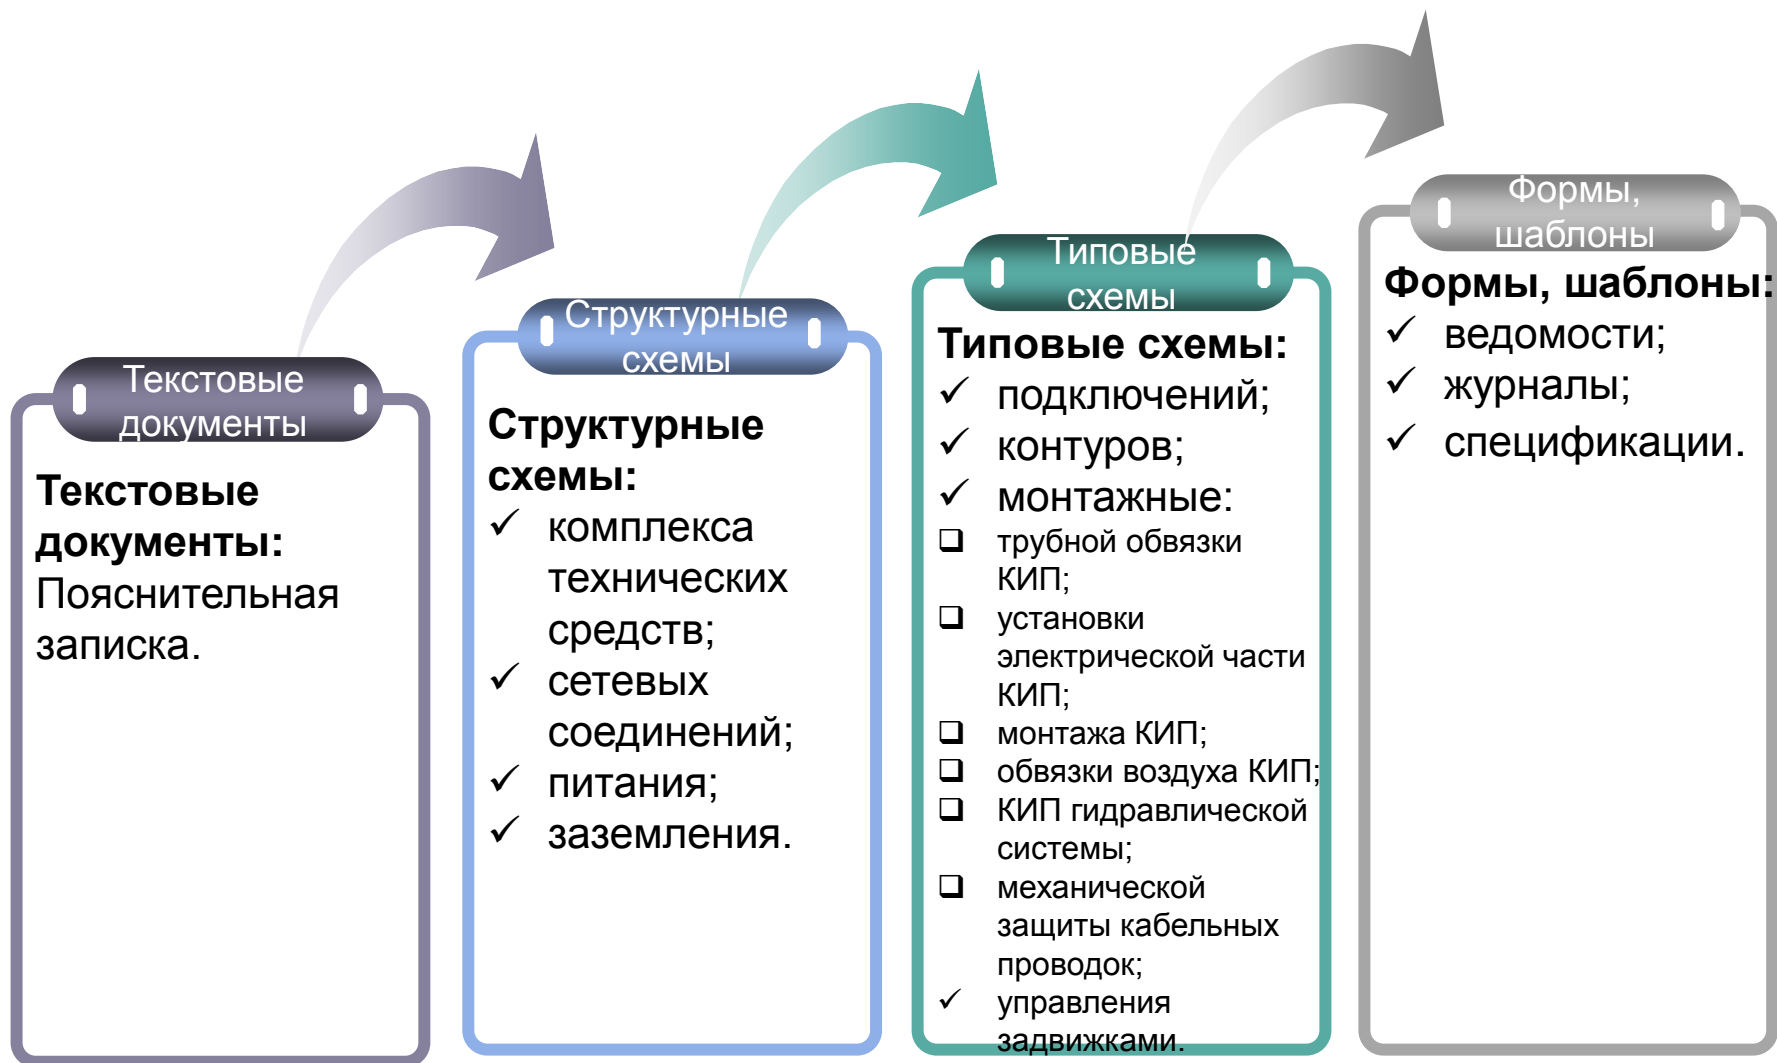 Текстовые
документы
Текстовые
документы:
Пояснительная
записка.
Структурные
схемы
Структурные
схемы:
✓ комплекса
технических
средств;
✓ сетевых
соединений;
✓ питания;
✓ заземления.
Типовые
схемы
Типовые схемы:
✓ подключений;
✓ контуров;
✓ монтажные:
❑ трубной обвязки
КИП;
❑ установки
электрической части
КИП;
❑ монтажа КИП;
❑ обвязки воздуха КИП;
❑ КИП гидравлической
системы;
❑ механической
защиты кабельных
проводок;
✓ управления
задвижками.
Формы,
шаблоны
Формы, шаблоны:
✓ ведомости;
✓ журналы;
✓ спецификации.